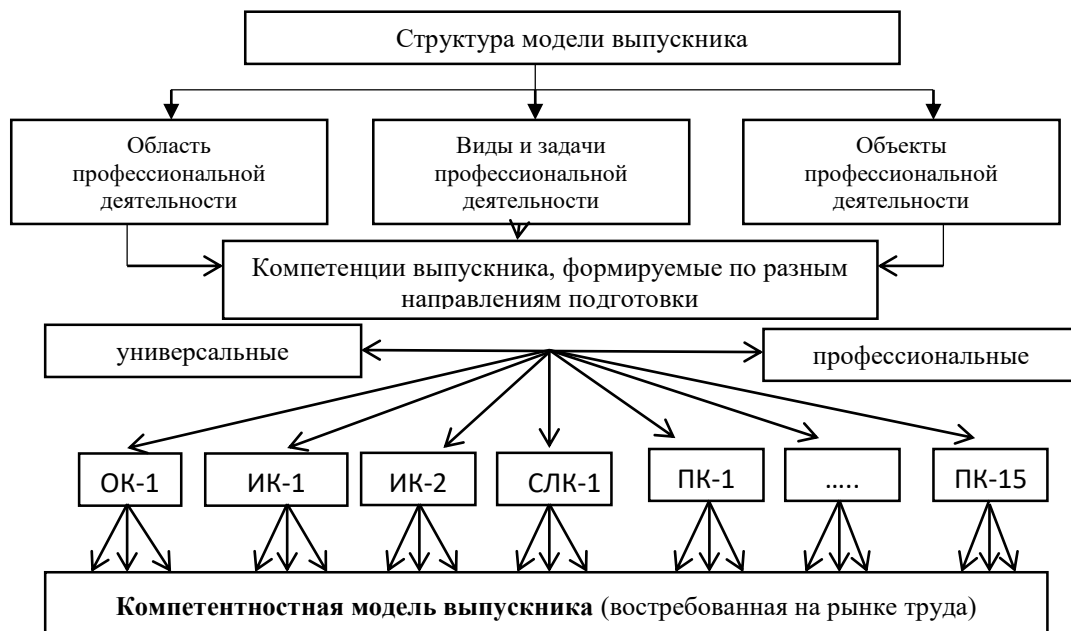 Структура модели выпускника
Область
профессиональной
деятельности
Виды и задачи
профессиональной
деятельности
Объекты
профессиональной
деятельности
Компетенции выпускника, формируемые по разным
направлениям подготовки
универсальные
профессиональные
ОК-1
ИК-1
ИК-2
СЛК-1
ПК-1
…..
ПК-15
Компетентностная модель выпускника (востребованная на рынке труда)